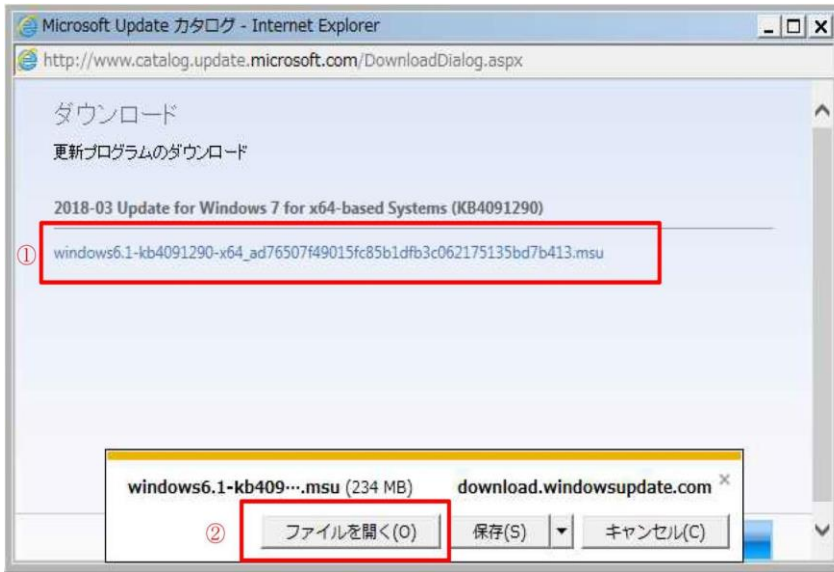 Microsoft Update カタログ - Internet Explorer
http://www.catalog.update.microsoft.com/DownloadDialog.aspx
ダウンロード
更新プログラムのダウンロード
2018-03 Update for Windows 7 for x64-based Systems (KB4091290)
① windows6.1-kb4091290-x64_ad76507f49015fc85b1dfb3c062175135bd7b413.msu
windows6.1-kb409….msu (234 MB) download.windowsupdate.com ×
② ファイルを開く(O) 保存(S) ▼ キャンセル(C)